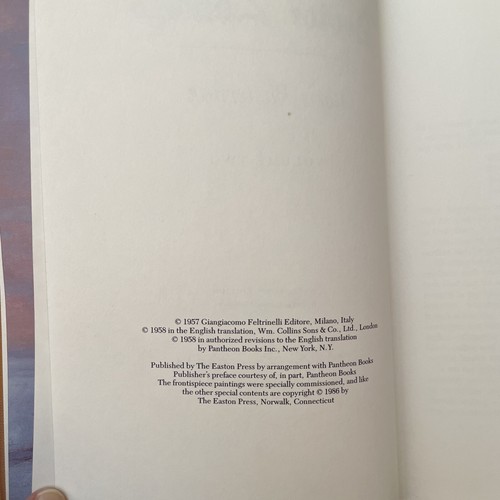 © 1957 Giangiacomo Feltrinelli Editore, Milano, Italy
© 1958 in the English translation, Wm. Collins Sons & Co., Ltd., London
© 1958 in authorized revisions to the English translation
by Pantheon Books Inc., New York, N.Y.
Published by The Easton Press by arrangement with Pantheon Books
Publisher's preface courtesy of, in part, Pantheon Books
The frontispiece paintings were specially commissioned, and like
the other special contents are copyright © 1986 by
The Easton Press, Norwalk, Connecticut